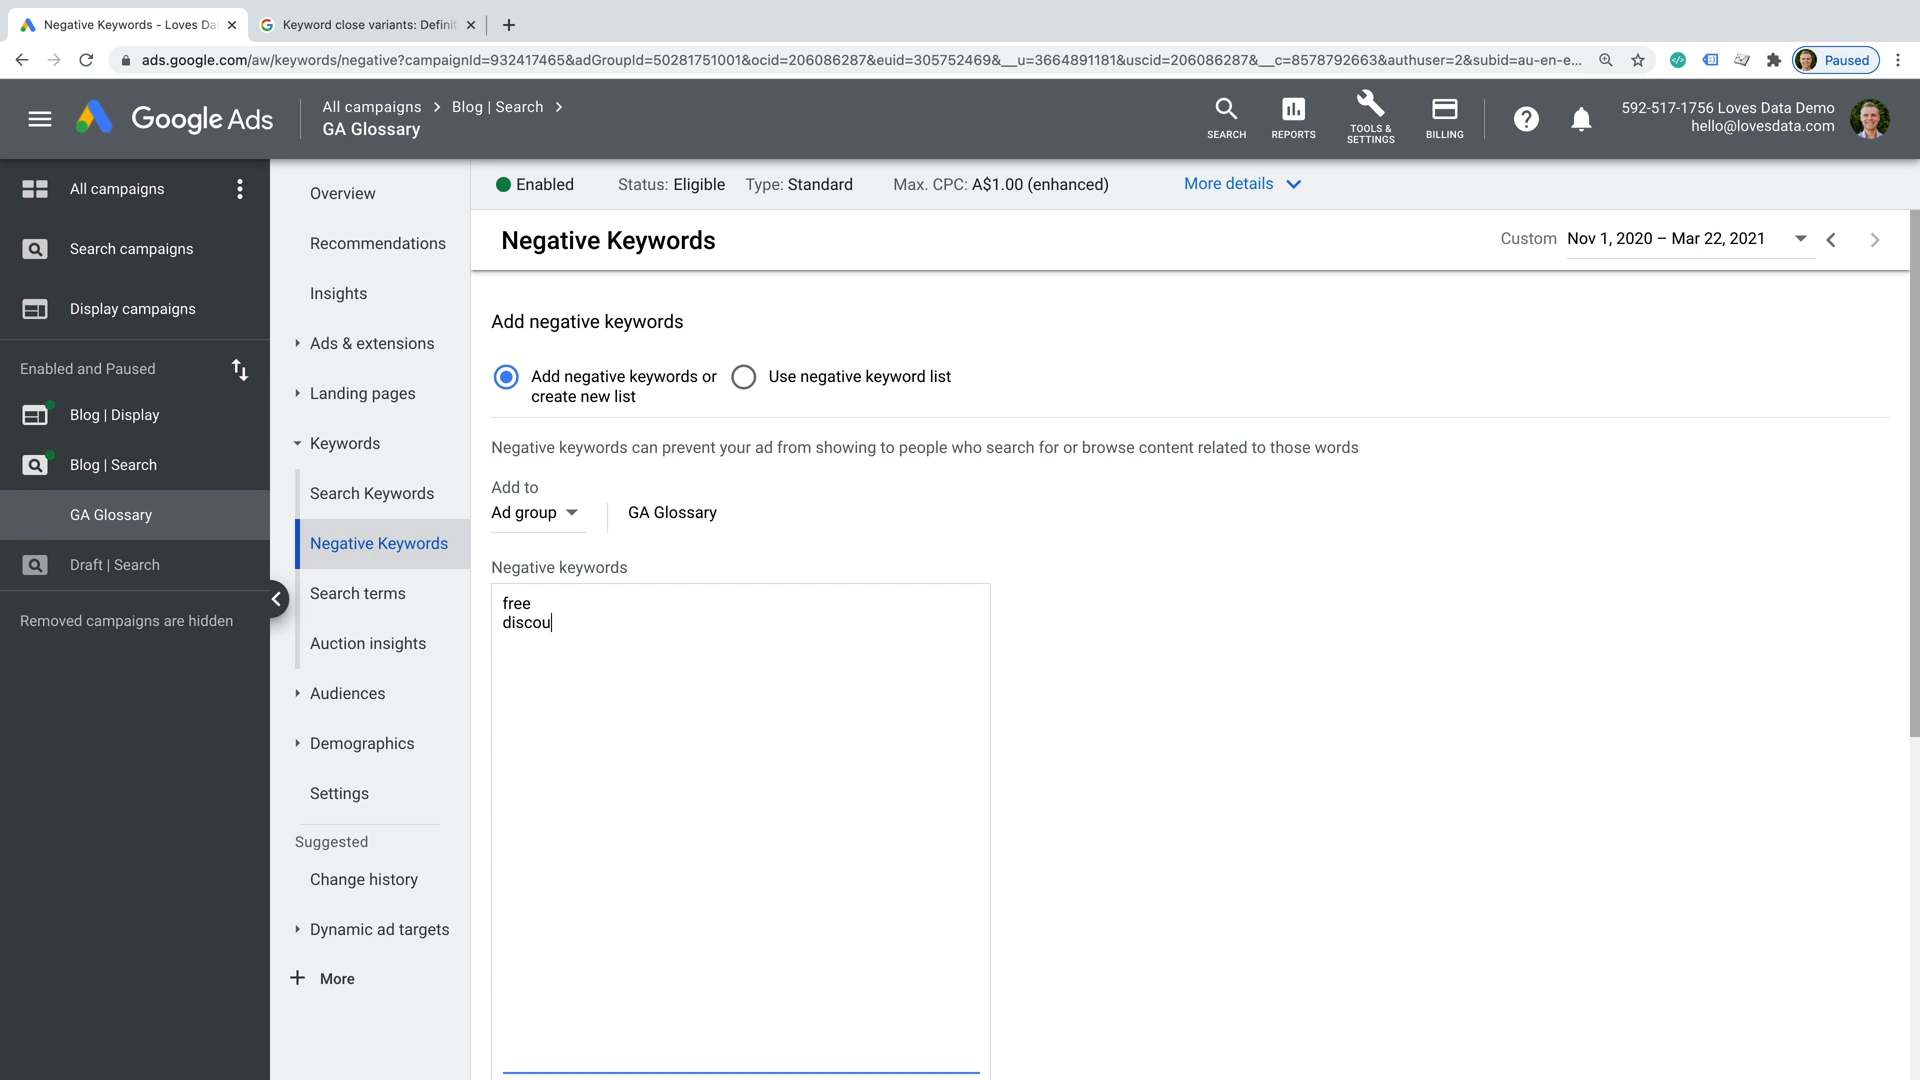 Negative Keywords - Loves Da
Keyword close variants: Definit
ads.google.com/aw/keywords/negative?campaignId=932417465&adGroupId=50281751001&ocid=206086287&euid=305752469&__u=3664891181&uscid=206086287&__c=8578792663&authuser=2&subid=au-en-e...
Paused
Google Ads
All campaigns > Blog | Search >
GA Glossary
SEARCH
REPORTS
TOOLS &
SETTINGS
BILLING
592-517-1756 Loves Data Demo
hello@lovesdata.com
All campaigns
Search campaigns
Display campaigns
Enabled and Paused
Blog | Display
Blog | Search
GA Glossary
Draft | Search
Removed campaigns are hidden
Overview
Recommendations
Insights
Ads & extensions
Landing pages
Keywords
Search Keywords
Negative Keywords
Search terms
Auction insights
Audiences
Demographics
Settings
Suggested
Change history
Dynamic ad targets
+ More
Enabled Status: Eligible Type: Standard Max. CPC: A$1.00 (enhanced) More details
Negative Keywords
Custom Nov 1, 2020 – Mar 22, 2021
Add negative keywords
Add negative keywords or
create new list
Use negative keyword list
Negative keywords can prevent your ad from showing to people who search for or browse content related to those words
Add to
Ad group
GA Glossary
Negative keywords
free
discou